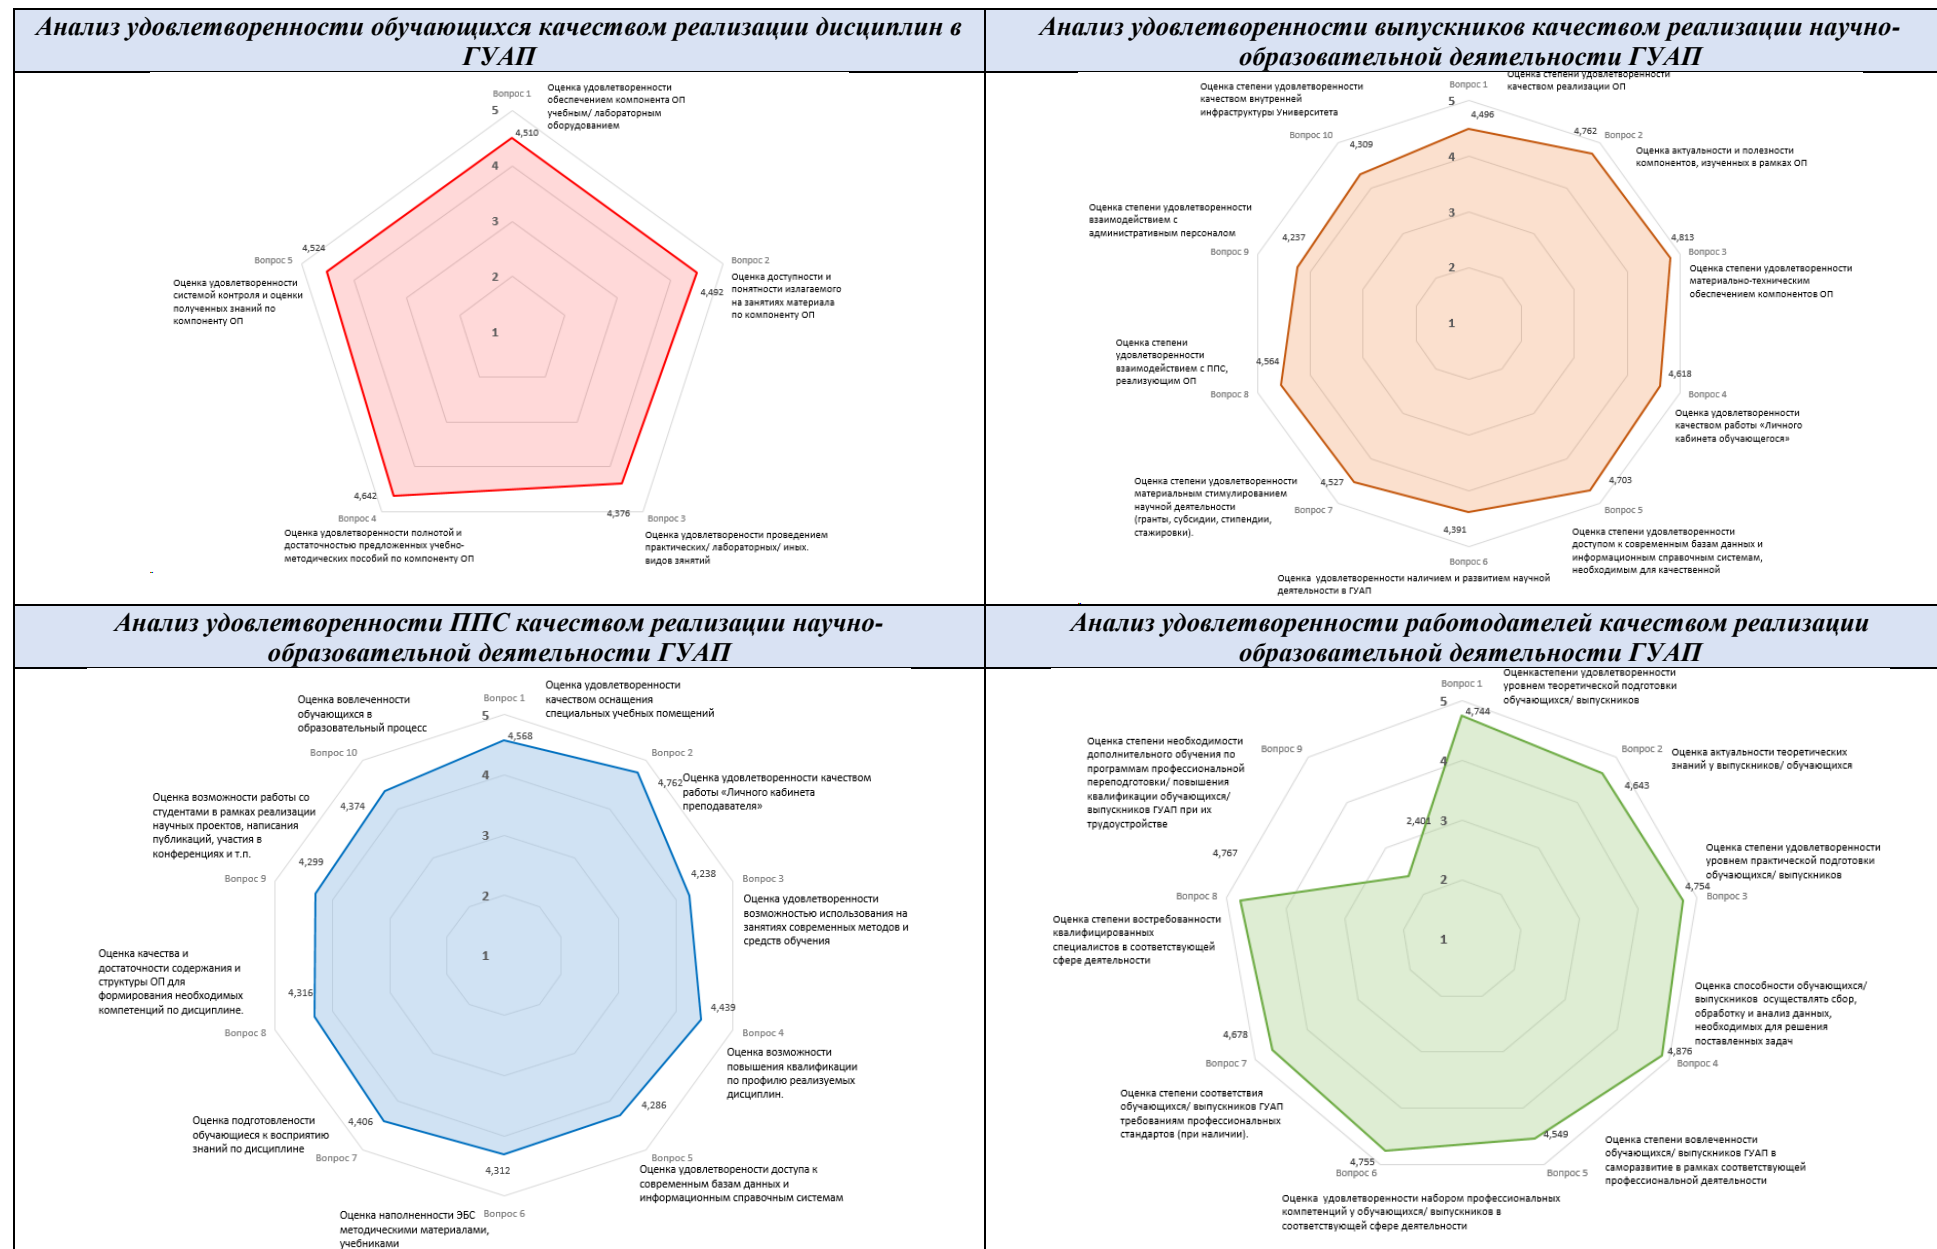 Анализ удовлетворенности обучающихся качеством реализации дисциплин в
ГУАП
Вопрос 1
Оценка удовлетворенности
обеспечением компонента ОП
учебным/ лабораторным
оборудованием
5
4,510
4
3
2
1
Вопрос 2
Оценка доступности и
понятности излагаемого
на занятиях материала
по компоненту ОП
4,492
4,524
Вопрос 5
Оценка удовлетворенности
системой контроля и оценки
полученных знаний по
компоненту ОП
4,642
Вопрос 4
Оценка удовлетворенности полнотой и
достаточностью предложенных учебно-
методических пособий по компоненту ОП
4,376
Вопрос 3
Оценка удовлетворености проведением
практических/ лабораторных/ иных.
видов зянятий
Анализ удовлетворенности выпускников качеством реализации научно-
образовательной деятельности ГУАП
Вопрос 1
Оценка степени удовлетворенности
качеством реализации ОП
5
4,496
4
3
2
1
4,762
Вопрос 2
Оценка актуальности и полезности
компонентов, изученных в рамках ОП
4,813
Вопрос 3
Оценка степени удовлетворенности
материально-техническим
обеспечением компонентов ОП
4,618
Вопрос 4
Оценка удовлетворенности
качеством работы «Личного
кабинета обучающегося»
4,703
Вопрос 5
Оценка степени удовлетворенности
доступом к современным базам данных и
информационным справочным системам,
необходимым для качественной
4,391
Вопрос 6
Оценка  удовлетворенности наличием и развитием научной
деятельности в ГУАП
4,527
Вопрос 7
Оценка степени удовлетворенности
материальным стимулированием
научной деятельности
(гранты, субсидии, стипендии,
стажировки).
4,564
Вопрос 8
Оценка степени
удовлетворенности
взаимодействием с ППС,
реализующим ОП
4,237
Вопрос 9
Оценка степени удовлетворенности
взаимодействием с
административным персоналом
4,309
Вопрос 10
Оценка степени удовлетворенности
качеством внутренней
инфраструктуры Университета
Анализ удовлетворенности ППС качеством реализации научно-
образовательной деятельности ГУАП
Вопрос 1
Оценка удовлетворенности
качеством оснащения
специальных учебных помещений
5
4,568
4
3
2
1
Вопрос 2
4,762
Оценка удовлетворенности качеством
работы «Личного кабинета
преподавателя»
4,238
Вопрос 3
Оценка удовлетворенности
возможностью использования на
занятиях современных методов и
средств обучения
4,439
Вопрос 4
Оценка возможности
повышения квалификации
по профилю реализуемых
дисциплин.
4,286
Вопрос 5
Оценка удовлетворености доступа к
современным базам данных и
информационным справочным системам
4,312
Вопрос 6
Оценка наполненности ЭБС
методическими материалами,
учебниками
4,406
Вопрос 7
Оценка подготовлености
обучающиеся к восприятию
знаний по дисциплине
4,316
Вопрос 8
Оценка качества и
достаточности содержания и
структуры ОП для
формирования необходимых
компетенций по дисциплине.
4,299
Вопрос 9
Оценка возможности работы со
студентами в рамках реализации
научных проектов, написания
публикаций, участия в
конференциях и т.п.
4,374
Вопрос 10
Оценка вовлеченности
обучающихся в
образовательный процесс
Анализ удовлетворенности работодателей качеством реализации
образовательной деятельности ГУАП
Вопрос 1
Оценкастепени удовлетворенности
уровнем теоретической подготовки
обучающихся/ выпускников
5
4,744
4
3
2
1
Вопрос 2
4,643
Оценка актуальности теоретических
знаний у выпускников/ обучающихся
4,754
Вопрос 3
Оценка степени удовлетворенности
уровнем практической подготовки
обучающихся/ выпускников
4,876
Вопрос 4
Оценка способности обучающихся/
выпускников  осуществлять сбор,
обработку и анализ данных,
необходимых для решения
поставленных задач
4,549
Вопрос 5
Оценка степени вовлеченности
обучающихся/ выпускников ГУАП в
саморазвитие в рамках соответствующей
профессиональной деятельности
4,755
Вопрос 6
Оценка  удовлетворенности набором профессиональных
компетенций у обучающихся/ выпускников в
соответствующей сфере деятельности
4,678
Вопрос 7
Оценка степени соответствия
обучающихся/ выпускников ГУАП
требованиям профессиональных
стандартов (при наличии).
4,767
Вопрос 8
Оценка степени востребованности
квалифицированных
специалистов в соответствующей
сфере деятельности
2,401
Вопрос 9
Оценка степени необходимости
дополнительного обучения по
программам профессиональной
переподготовки/ повышения
квалификации обучающихся/
выпускников ГУАП при их
трудоустройстве